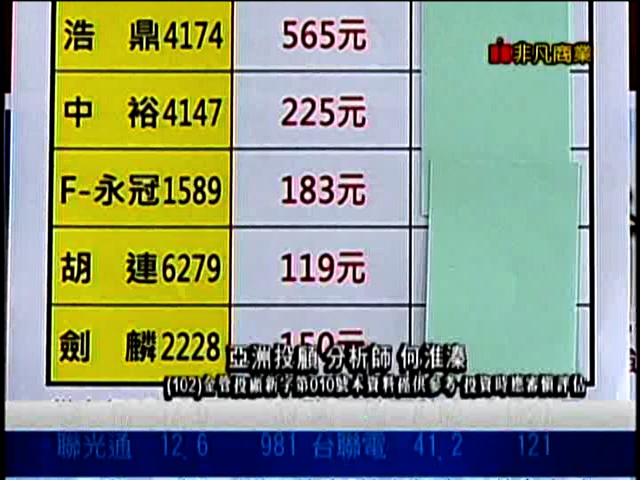 浩鼎4174 565元
非凡商業
中裕4147 225元
F-永冠1589 183元
胡連6279 119元
劍麟2228 150元
亞洲投顧 分析師 何淮溱
(102)金管投顧新字第010號本資料僅供參考 投資時應審慎評估
聯光通 12.6 981 台聯電 41.2 121